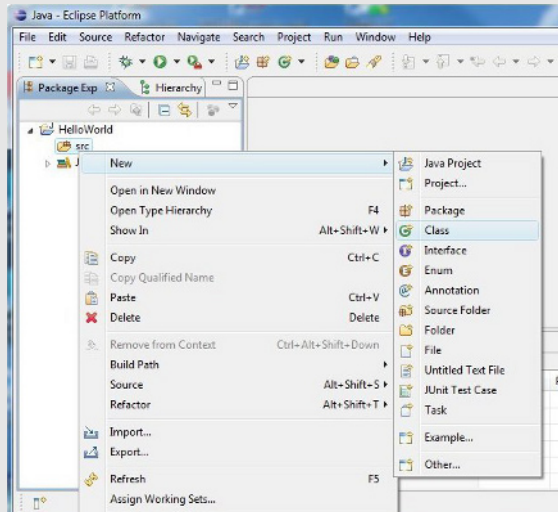 Java - Eclipse Platform
File Edit Source Refactor Navigate Search Project Run Window Help
Package Exp Hierarchy
HelloWorld
src
J
New
Open in New Window
Open Type Hierarchy F4
Show In Alt+Shift+W
Copy Ctrl+C
Copy Qualified Name
Paste Ctrl+V
Delete Delete
Remove from Context Ctrl+Alt+Shift+Down
Build Path
Source Alt+Shift+S
Refactor Alt+Shift+T
Import...
Export...
Refresh F5
Assign Working Sets...
Java Project
Project...
Package
Class
Interface
Enum
Annotation
Source Folder
Folder
File
Untitled Text File
JUnit Test Case
Task
Example...
Other...